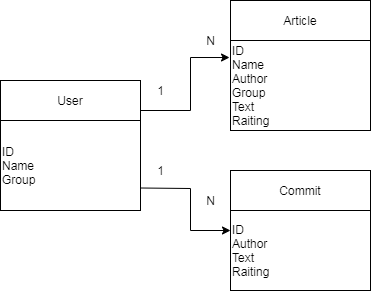 Article
N
ID
Name
Author
Group
Text
Raiting
User
1
ID
Name
Group
1
N
Commit
ID
Author
Text
Raiting